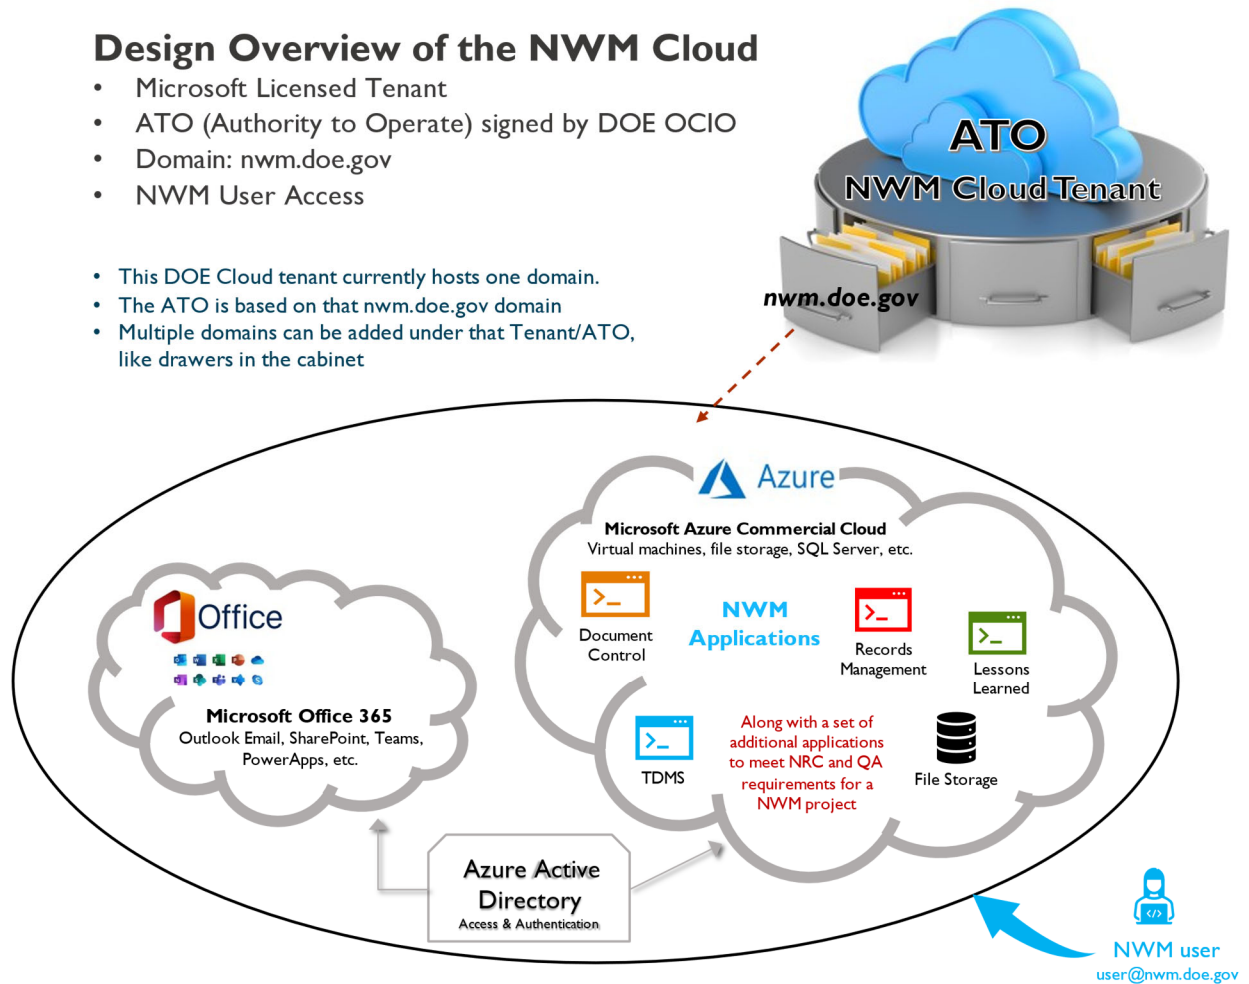 Design Overview of the NWM Cloud
• Microsoft Licensed Tenant
• ATO (Authority to Operate) signed by DOE OCIO
• Domain: nwm.doe.gov
• NWM User Access
ATO
NWM Cloud Tenant
nwm.doe.gov
• This DOE Cloud tenant currently hosts one domain.
• The ATO is based on that nwm.doe.gov domain
• Multiple domains can be added under that Tenant/ATO,
like drawers in the cabinet
Azure
Microsoft Azure Commercial Cloud
Virtual machines, file storage, SQL Server, etc.
Document
Control
NWM
Applications
Records
Management
Lessons
Learned
TDMS
Along with a set of
additional applications
to meet NRC and QA
requirements for a
NWM project
File Storage
Office
Microsoft Office 365
Outlook Email, SharePoint, Teams,
PowerApps, etc.
Azure Active
Directory
Access & Authentication
NWM user
user@nwm.doe.gov